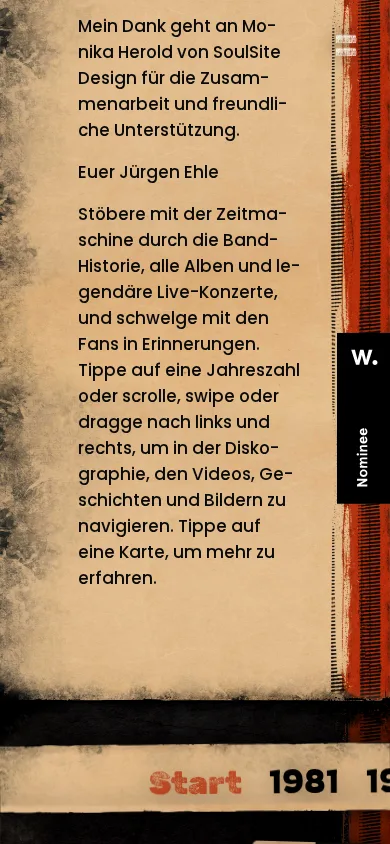 Mein Dank geht an Mo-
nika Herold von SoulSite
Design für die Zusam-
menarbeit und freundli-
che Unterstützung.
Euer Jürgen Ehle
Stöbere mit der Zeitma-
schine durch die Band-
Historie, alle Alben und le-
gendäre Live-Konzerte,
und schwelge mit den
Fans in Erinnerungen.
Tippe auf eine Jahreszahl
oder scrolle, swipe oder
dragge nach links und
rechts, um in der Disko-
graphie, den Videos, Ge-
schichten und Bildern zu
navigieren. Tippe auf
eine Karte, um mehr zu
erfahren.
W.
Nominee
Start 1981 19